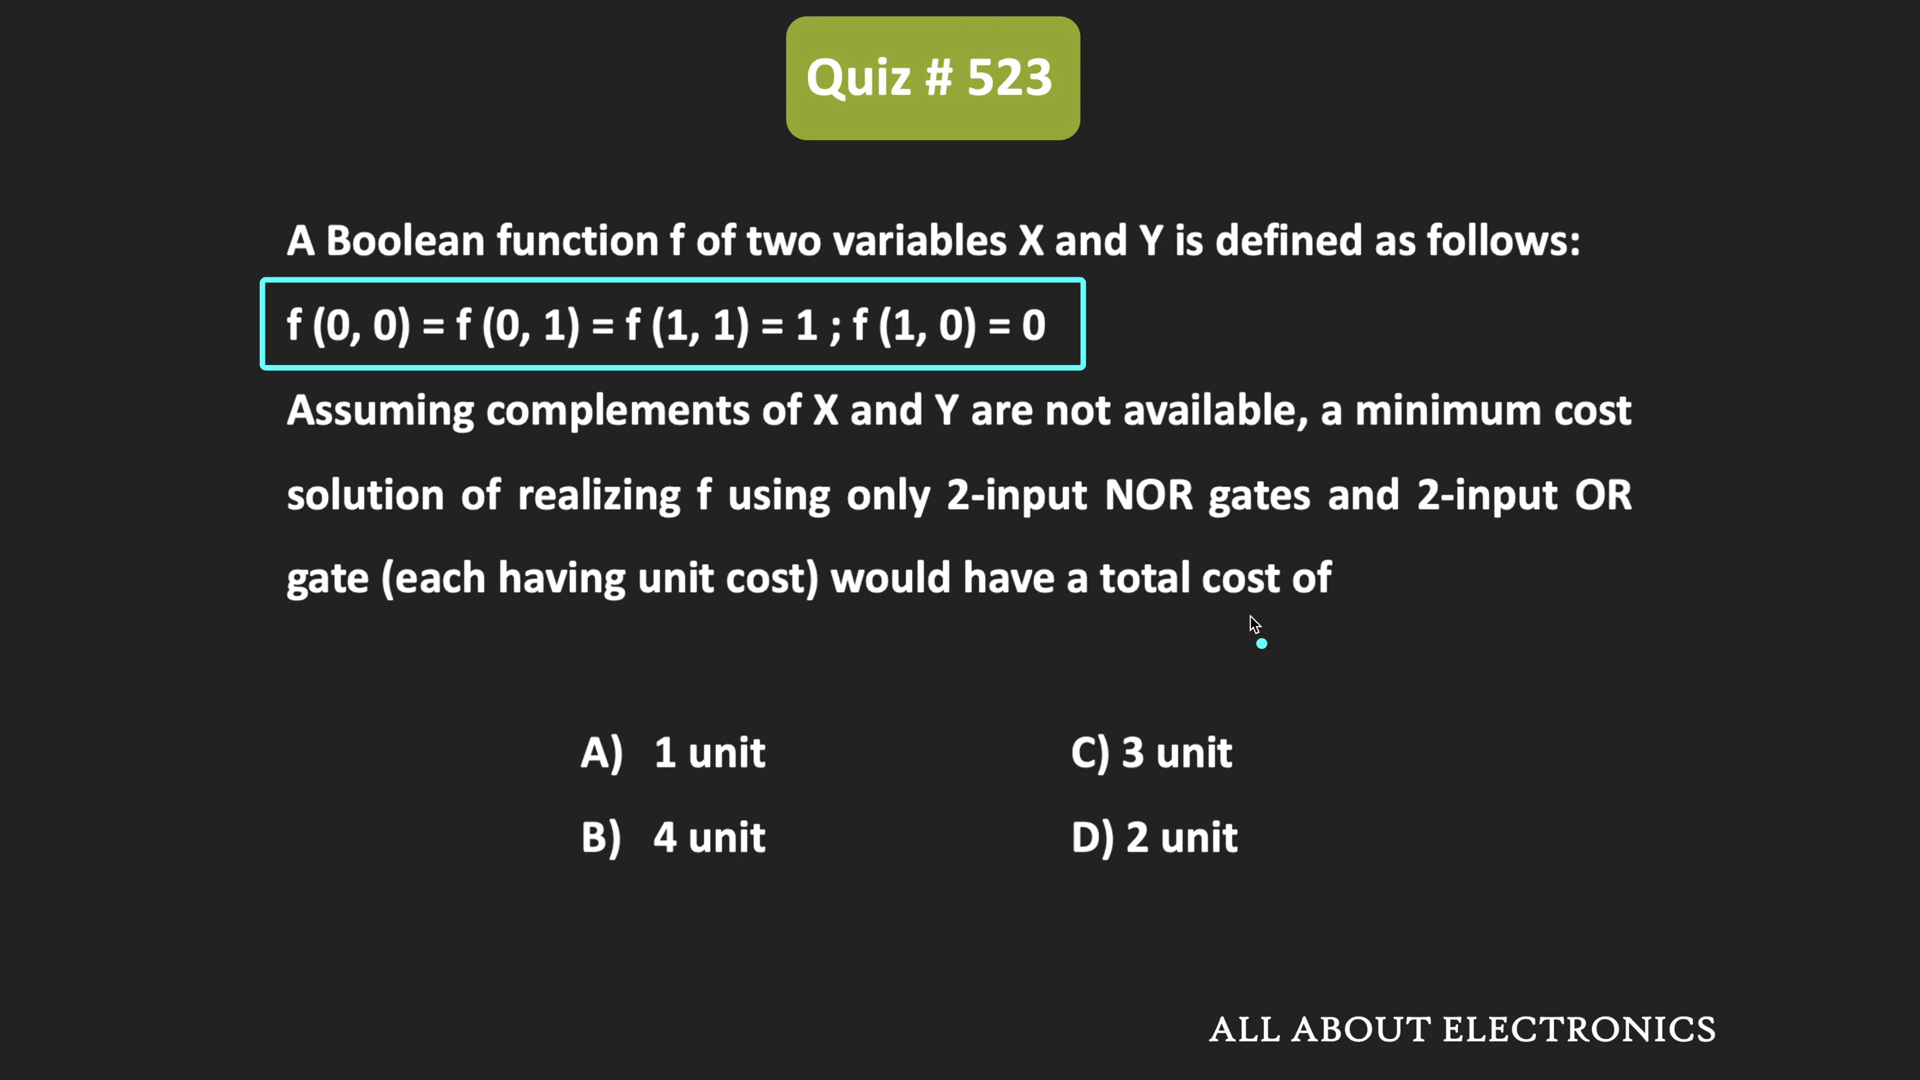 Quiz # 523
A Boolean function f of two variables X and Y is defined as follows:
f (0, 0) = f (0, 1) = f (1, 1) = 1 ; f (1, 0) = 0
Assuming complements of X and Y are not available, a minimum cost
solution of realizing f using only 2-input NOR gates and 2-input OR
gate (each having unit cost) would have a total cost of
A) 1 unit
C) 3 unit
B) 4 unit
D) 2 unit
ALL ABOUT ELECTRONICS